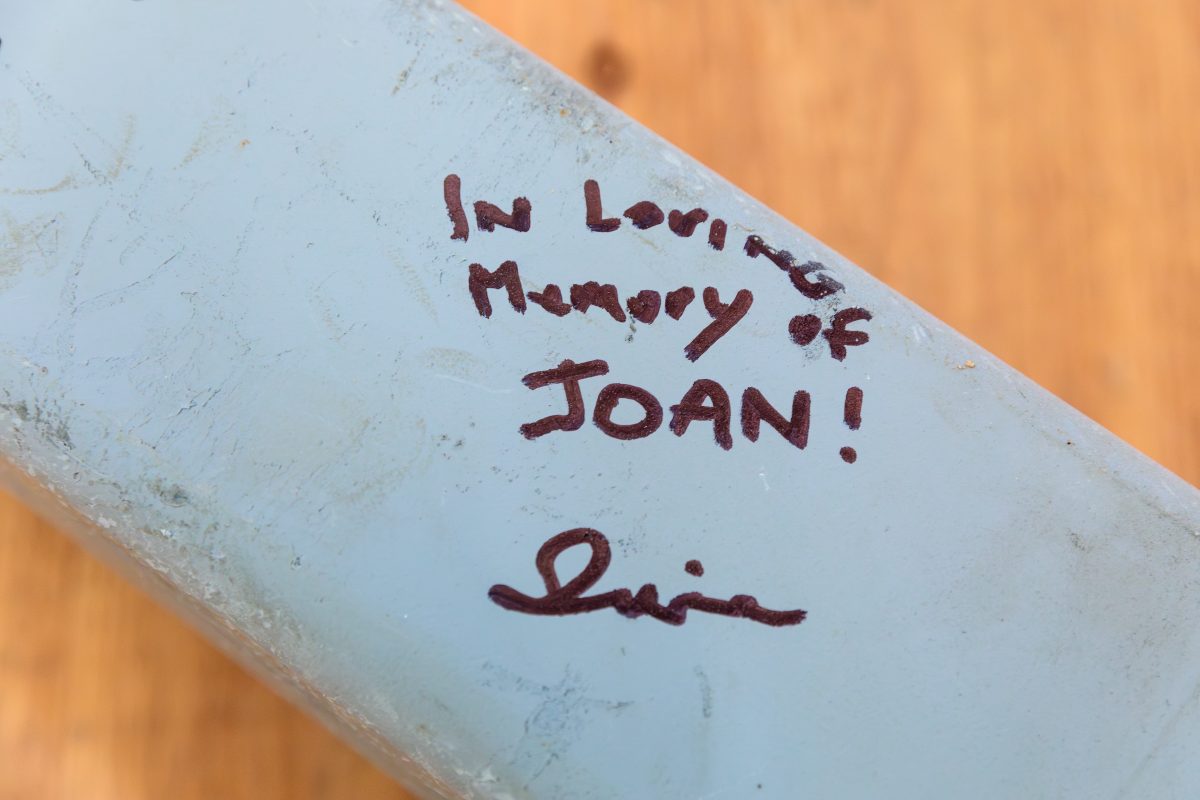 In Loving
Memory of
JOAN!